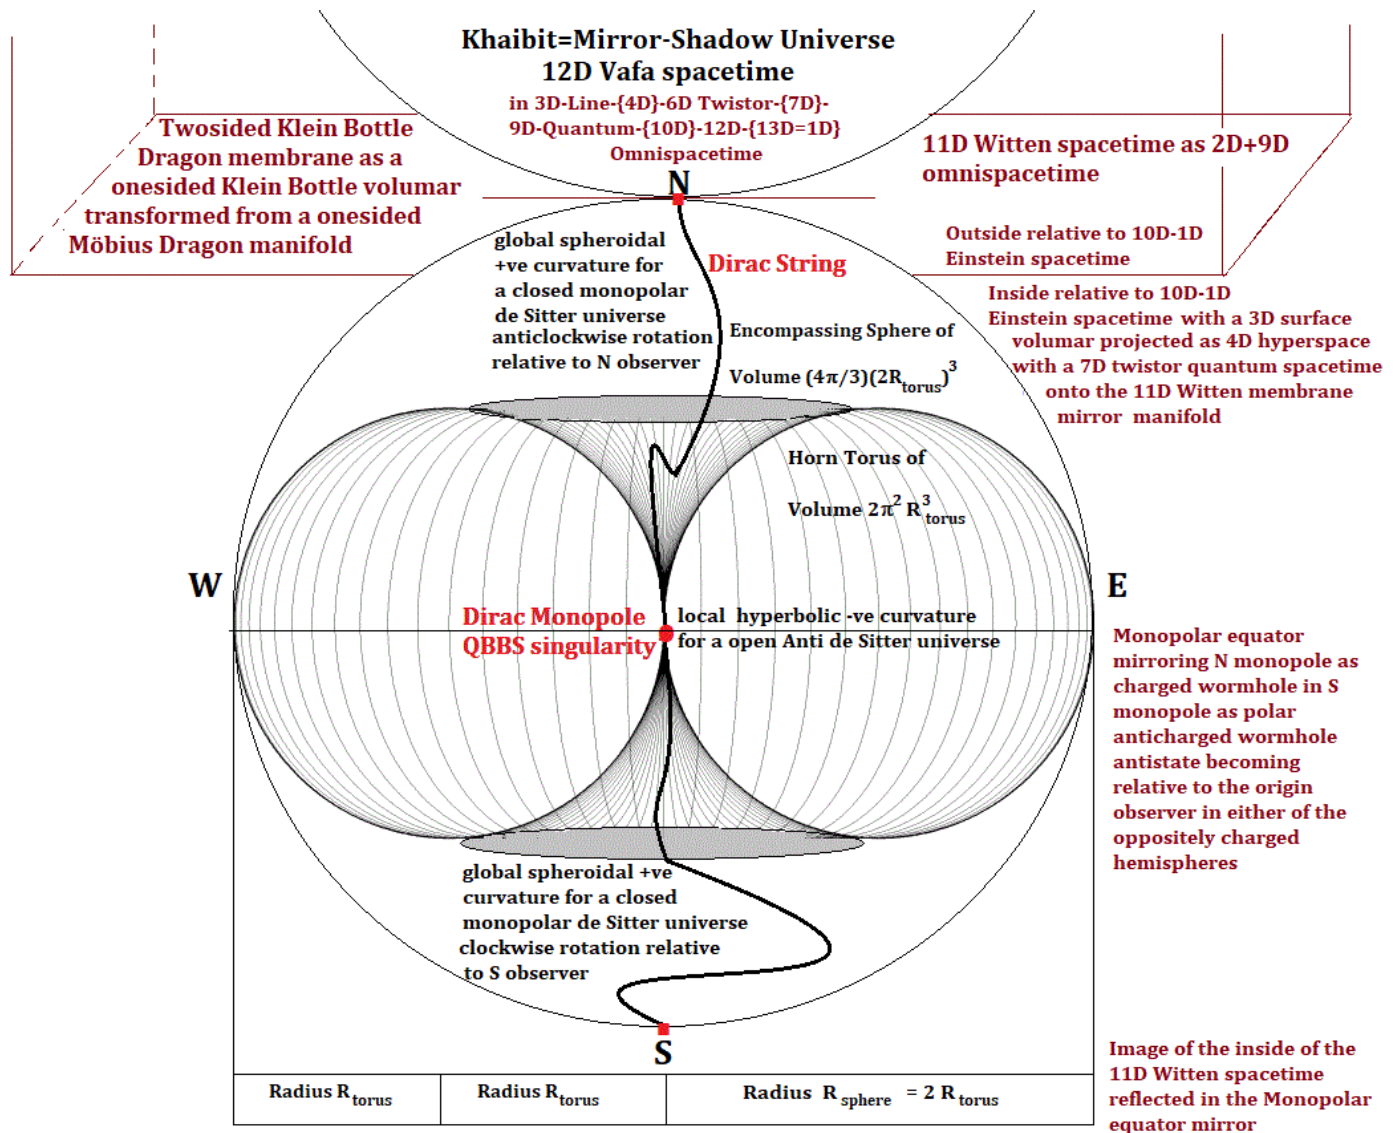 Khaibit=Mirror-Shadow Universe
12D Vafa spacetime
in 3D-Line-{4D}-6D Twistor-{7D}-
9D-Quantum-{10D}-12D-{13D=1D}
Omnispacetime
N
Twosided Klein Bottle
Dragon membrane as a
onesided Klein Bottle volumar
transformed from a onesided
Möbius Dragon manifold
11D Witten spacetime as 2D+9D
omnispacetime
Outside relative to 10D-1D
Einstein spacetime
Inside relative to 10D-1D
Einstein spacetime with a 3D surface
volumar projected as 4D hyperspace
with a 7D twistor quantum spacetime
onto the 11D Witten membrane
mirror manifold
global spheroidal
+ve curvature for
a closed monopolar
de Sitter universe
anticlockwise rotation
relative to N observer
Dirac String
Encompassing Sphere of
Volume (4π/3)(2R_torus)^3
Horn Torus of
Volume 2π^2 R^3_torus
W
E
Dirac Monopole
QBBS singularity
local hyperbolic -ve curvature
for a open Anti de Sitter universe
Monopolar equator
mirroring N monopole as
charged wormhole in S
monopole as polar
anticharged wormhole
antistate becoming
relative to the origin
observer in either of the
oppositely charged
hemispheres
global spheroidal +ve
curvature for a closed
monopolar de Sitter universe
clockwise rotation relative
to S observer
S
Radius R_torus
Radius R_torus
Radius R_sphere = 2 R_torus
Image of the inside of the
11D Witten spacetime
reflected in the Monopolar
equator mirror